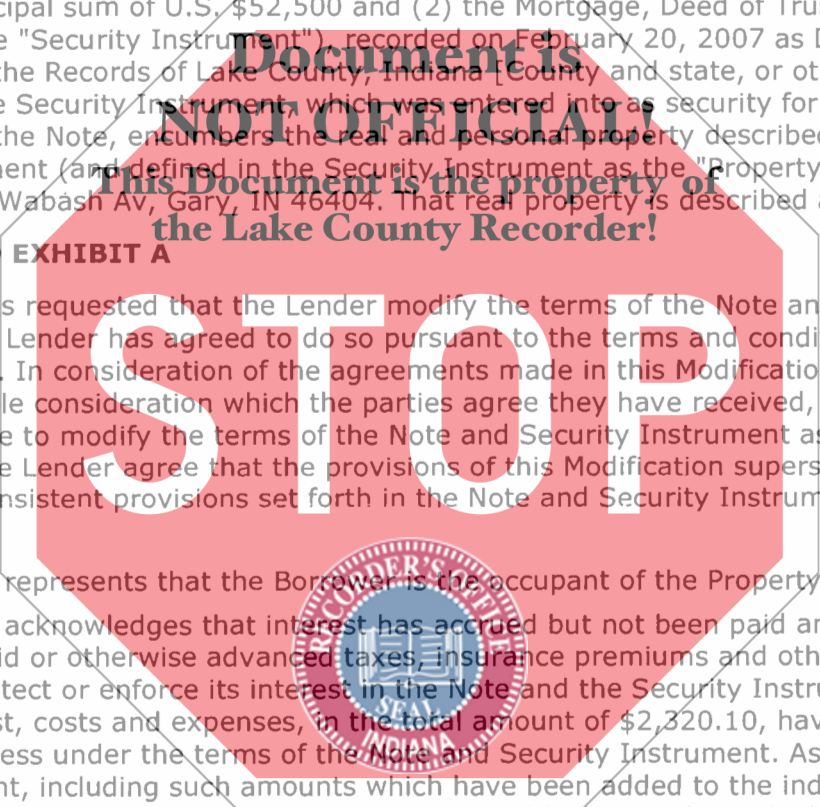 cipal sum of U.S. $52,500 and (2) the Mortgage, Deed of Trus
e "Security Instrument"), recorded on February 20, 2007 as D
the Records of Lake County, Indiana [County and state, or ot
e Security Instrument, which was entered into as security for
the Note, encumbers the real and personal property described
ent (and defined in the Security Instrument as the "Property
Wabash Av, Gary, IN 46404. That real property is described a
EXHIBIT A
Document is
NOT OFFICIAL!
This Document is the property of
the Lake County Recorder!
s requested that the Lender modify the terms of the Note an
Lender has agreed to do so pursuant to the terms and condi
. In consideration of the agreements made in this Modificatio
le consideration which the parties agree they have received,
e to modify the terms of the Note and Security Instrument as
e Lender agree that the provisions of this Modification supers
nsistent provisions set forth in the Note and Security Instrum
STOP
represents that the Borrower is the occupant of the Property
acknowledges that interest has accrued but not been paid an
id or otherwise advanced taxes, insurance premiums and oth
tect or enforce its interest in the Note and the Security Instru
st, costs and expenses, in the total amount of $2,320.10, hav
ess under the terms of the Note and Security Instrument. As
nt, including such amounts which have been added to the ind
RECORDER'S OFFICE
SEAL
INDIANA